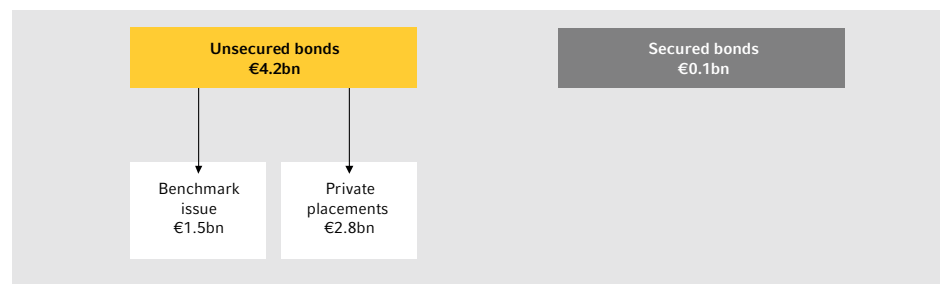 Unsecured bonds
€4.2bn
Secured bonds
€0.1bn
Benchmark
issue
€1.5bn
Private
placements
€2.8bn